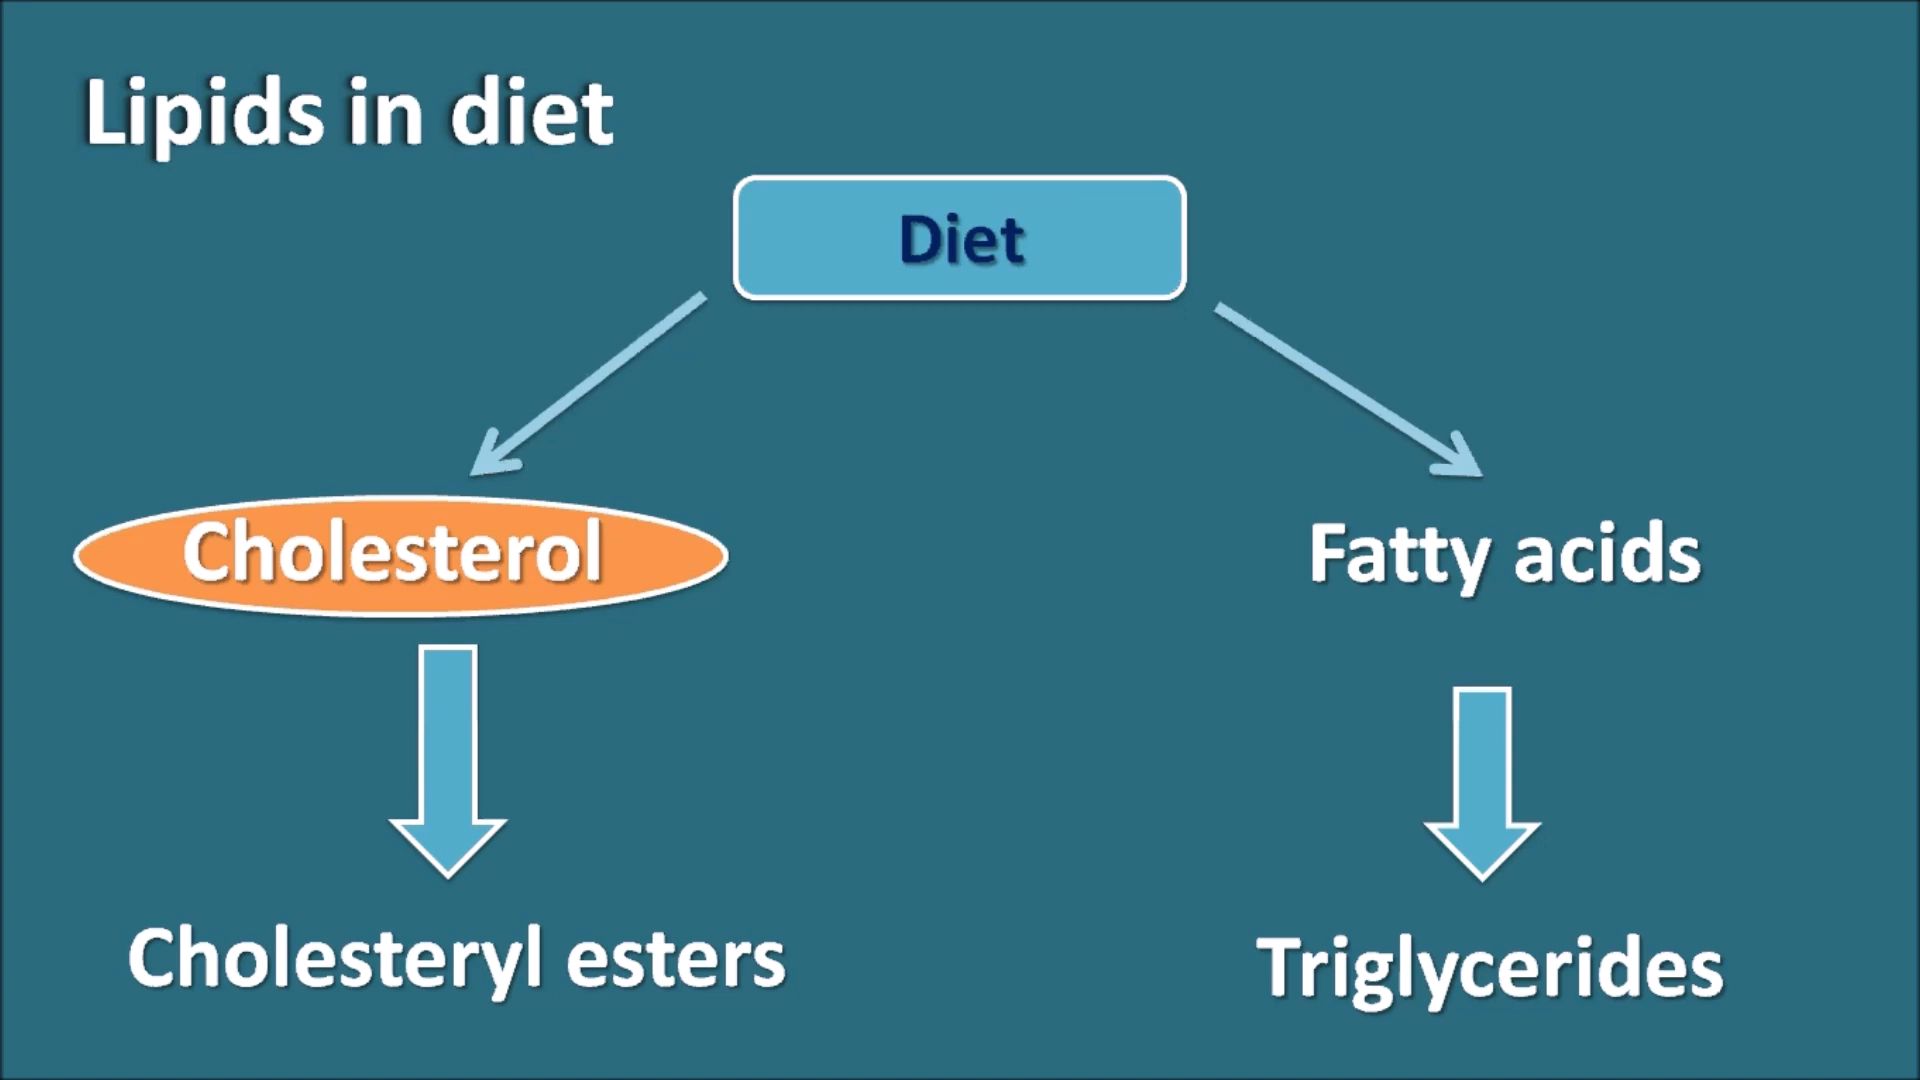 Lipids in diet
Diet
Cholesterol
Fatty acids
Cholesteryl esters
Triglycerides